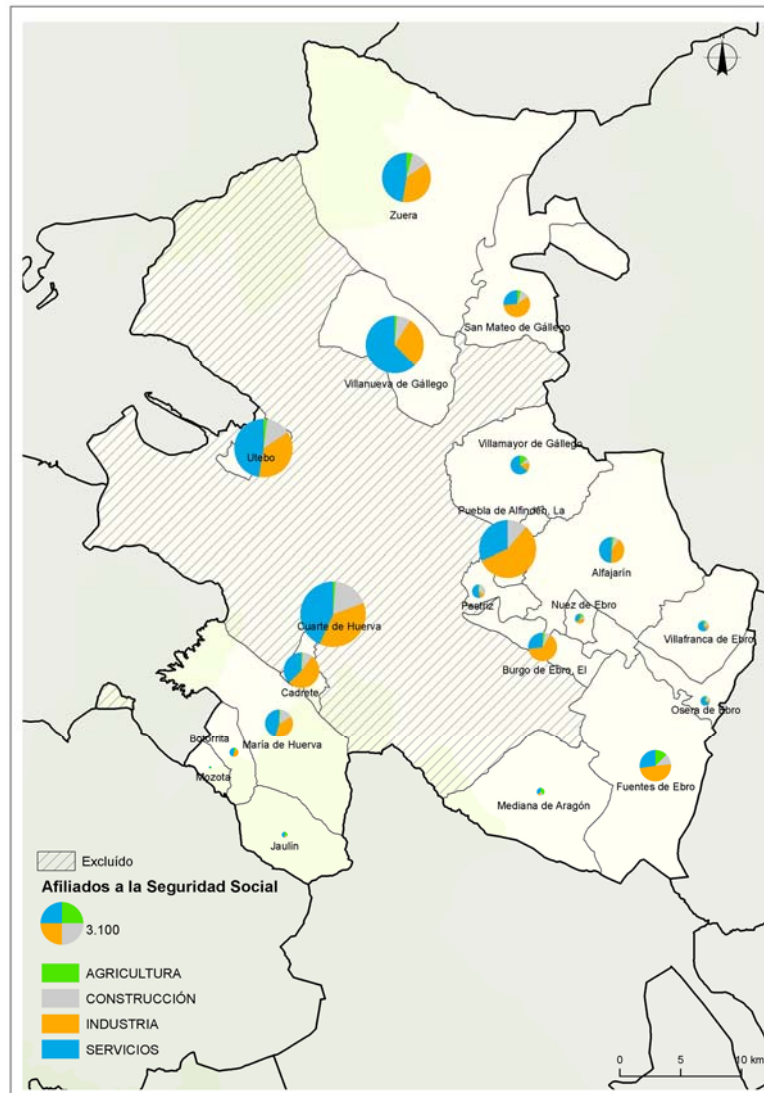 N
Zuera
San Mateo de Gállego
Villanueva de Gállego
Utebo
Villamayor de Gállego
Puebla de Alfindén, La
Alfajarín
Pastriz
Nuez de Ebro
Cuarte de Huerva
Villafranca de Ebro
Burgo de Ebro, El
Cadrete
Osera de Ebro
María de Huerva
Botorrita
Mozota
Fuentes de Ebro
Mediana de Aragón
Jaulín
Excluído
Afiliados a la Seguridad Social
3.100
AGRICULTURA
CONSTRUCCIÓN
INDUSTRIA
SERVICIOS
0 5 10 km